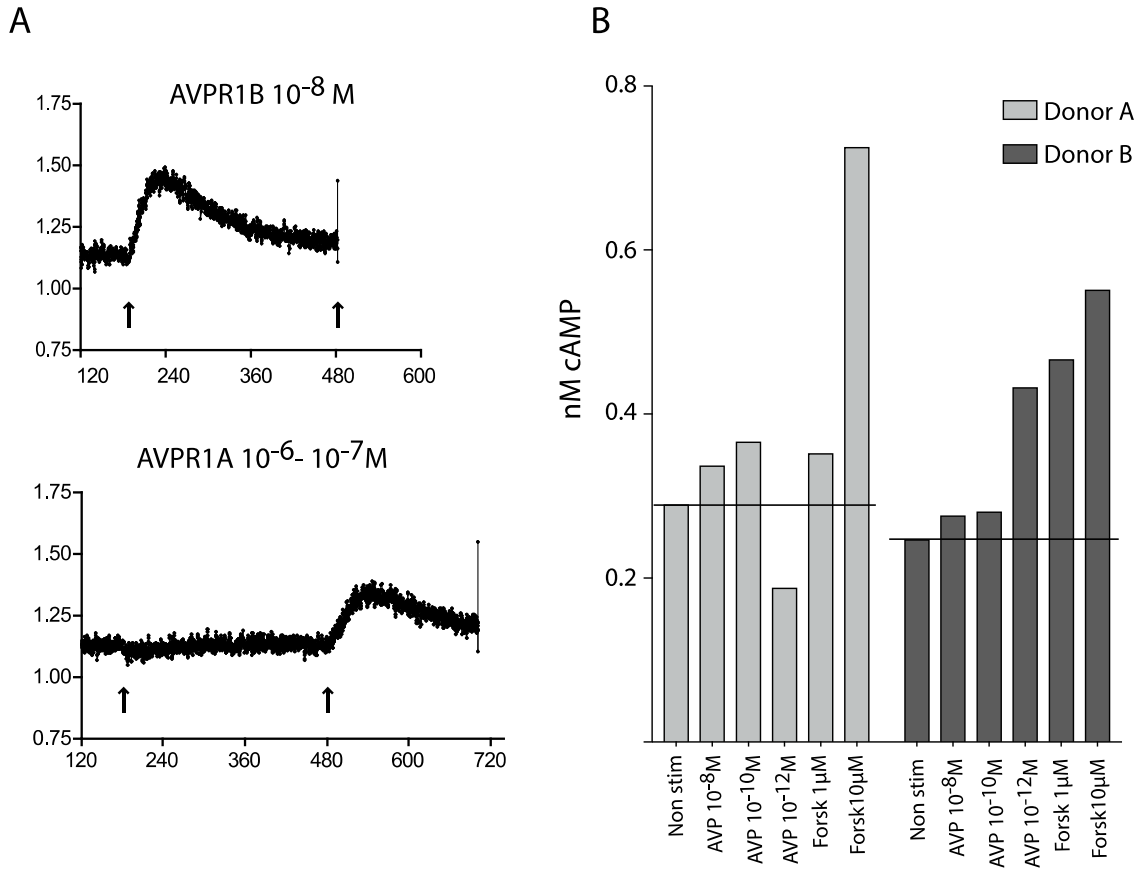 A
AVPR1B 10⁻⁸ M
1.75
1.50
1.25
1.00
0.75
120 240 360 480 600
AVPR1A 10⁻⁶- 10⁻⁷M
1.75
1.50
1.25
1.00
0.75
120 240 360 480 600 720
B
Donor A
Donor B
nM cAMP
0.8
0.6
0.4
0.2
Non stim
AVP 10⁻⁸M
AVP 10⁻¹⁰M
AVP 10⁻¹²M
Forsk 1µM
Forsk10µM
Non stim
AVP 10⁻⁸M
AVP 10⁻¹⁰M
AVP 10⁻¹²M
Forsk 1µM
Forsk10µM